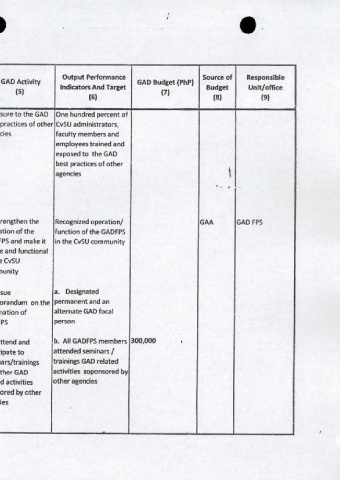 GAD Activity
(5)
Output Performance
Indicators And Target
(6)
GAD Budget (PhP)
(7)
Source of
Budget
(8)
Responsible
Unit/office
(9)
sure to the GAD
practices of other
cies
One hundred percent of
CvSU administrators,
faculty members and
employees trained and
exposed to the GAD
best practices of other
agencies
rengthen the
ation of the
FPS and make it
e and functional
e CvSU
munity
Recognized operation/
function of the GADFPS
in the CvSU community
GAA
GAD FPS
sue
orandum on the
nation of
PS
a. Designated
permanent and an
alternate GAD focal
person
ttend and
ipate to
ars/trainings
ther GAD
d activities
ored by other
ies
b. All GADFPS members
attended seminars /
trainings GAD related
activities soponsored by
other agencies
300,000